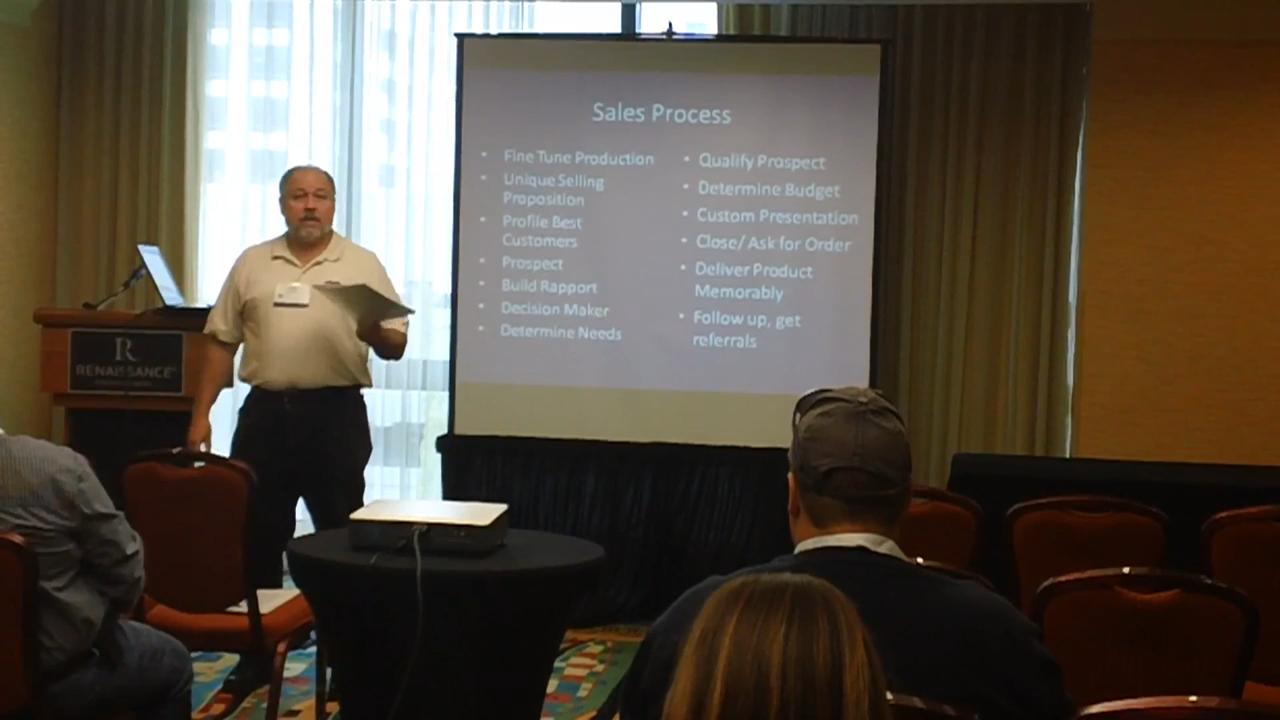 Sales Process
• Fine Tune Production
• Unique Selling
Proposition
• Profile Best
Customers
• Prospect
• Build Rapport
• Decision Maker
• Determine Needs
• Qualify Prospect
• Determine Budget
• Custom Presentation
• Close/ Ask for Order
• Deliver Product
Memorably
• Follow up, get
referrals
R
RENAISSANCE